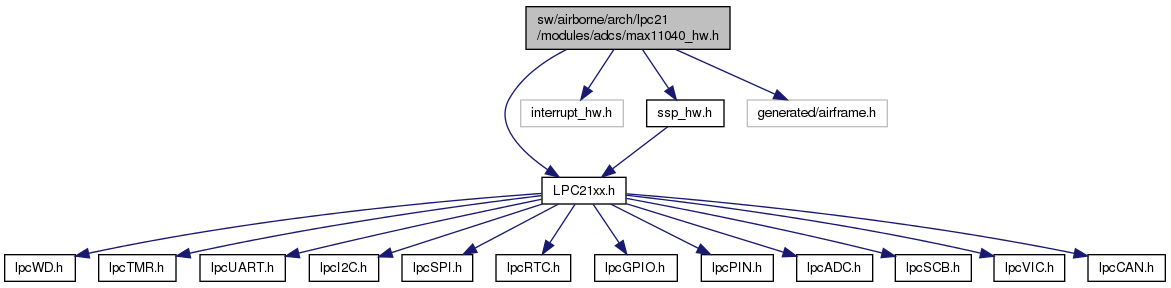 sw/airborne/arch/lpc21
/modules/adcs/max11040_hw.h
interrupt_hw.h
ssp_hw.h
generated/airframe.h
LPC21xx.h
lpcWD.h
lpcTMR.h
lpcUART.h
lpcI2C.h
lpcSPI.h
lpcRTC.h
lpcGPIO.h
lpcPIN.h
lpcADC.h
lpcSCB.h
lpcVIC.h
lpcCAN.h